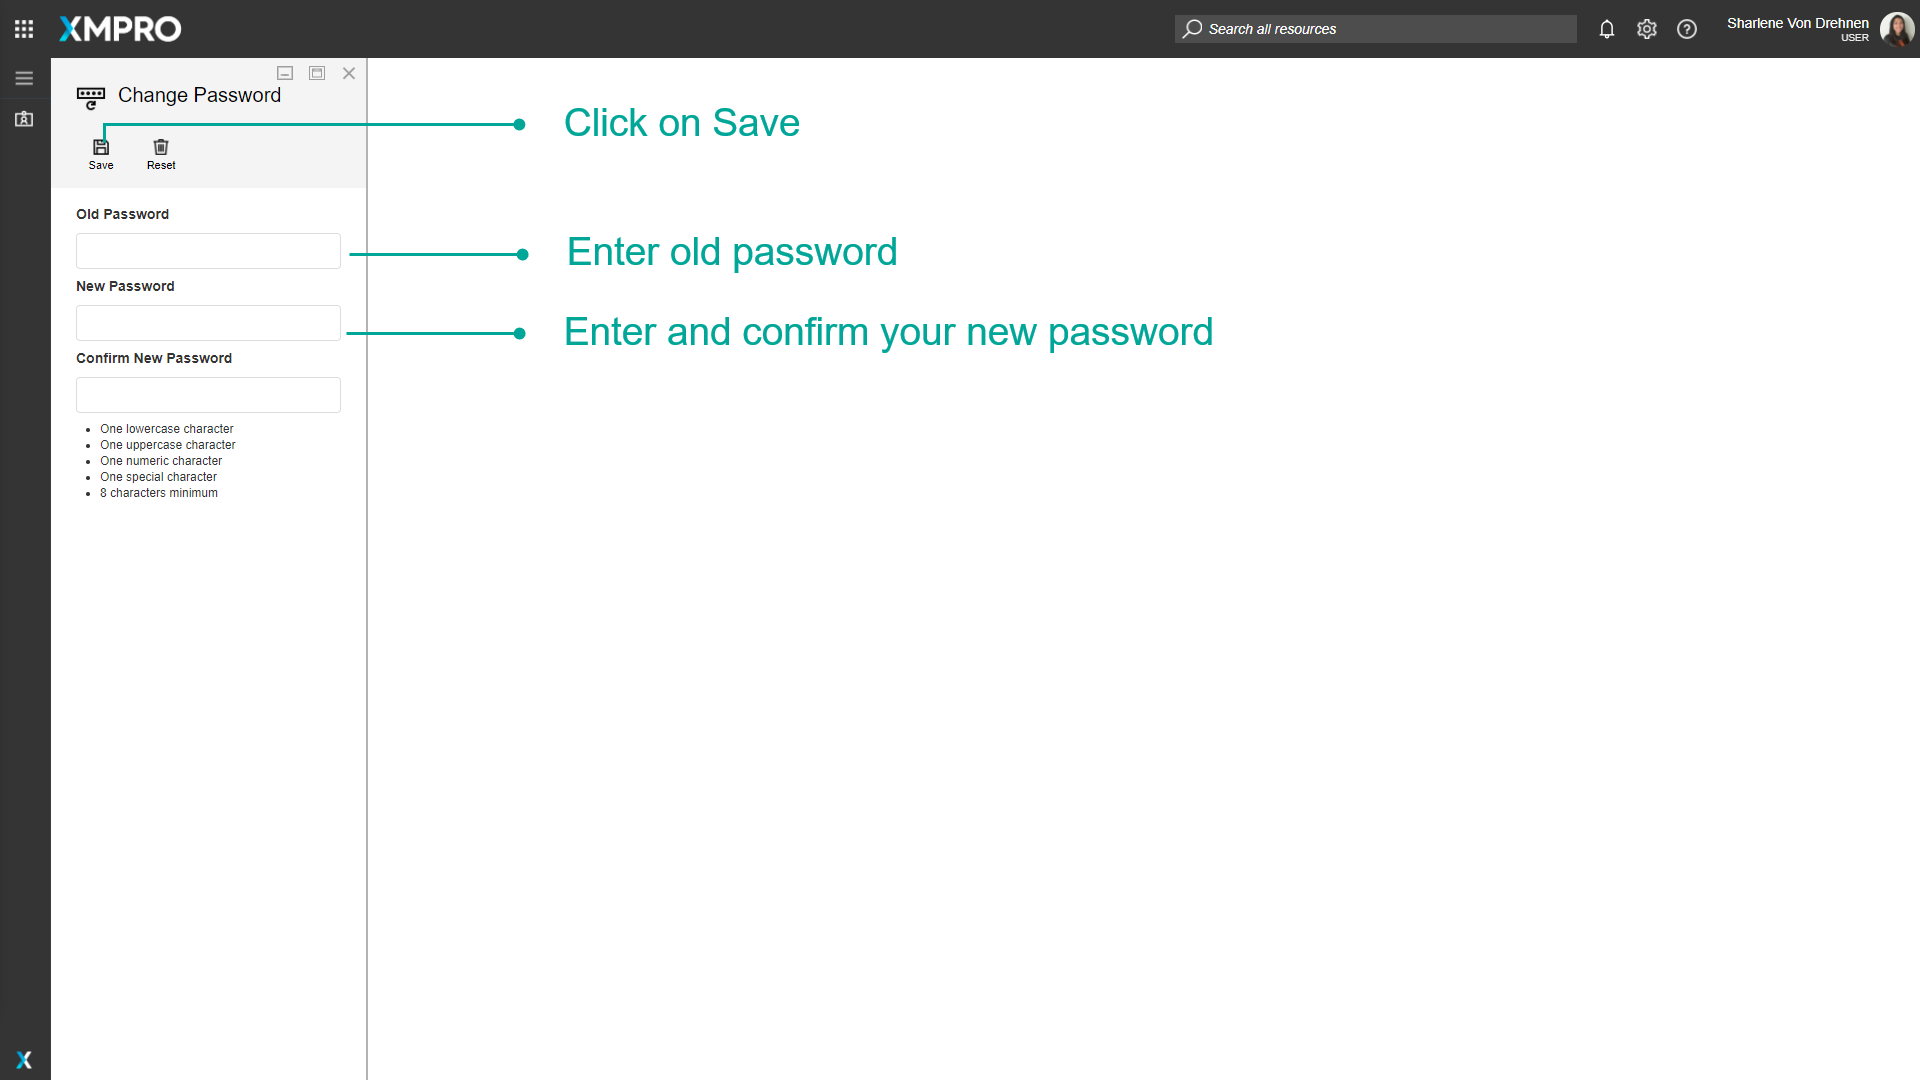 XMPRO
Search all resources
Sharlene Von Drehnen
USER
Change Password
Save
Reset
Click on Save
Old Password
Enter old password
New Password
Enter and confirm your new password
Confirm New Password
One lowercase character
One uppercase character
One numeric character
One special character
8 characters minimum